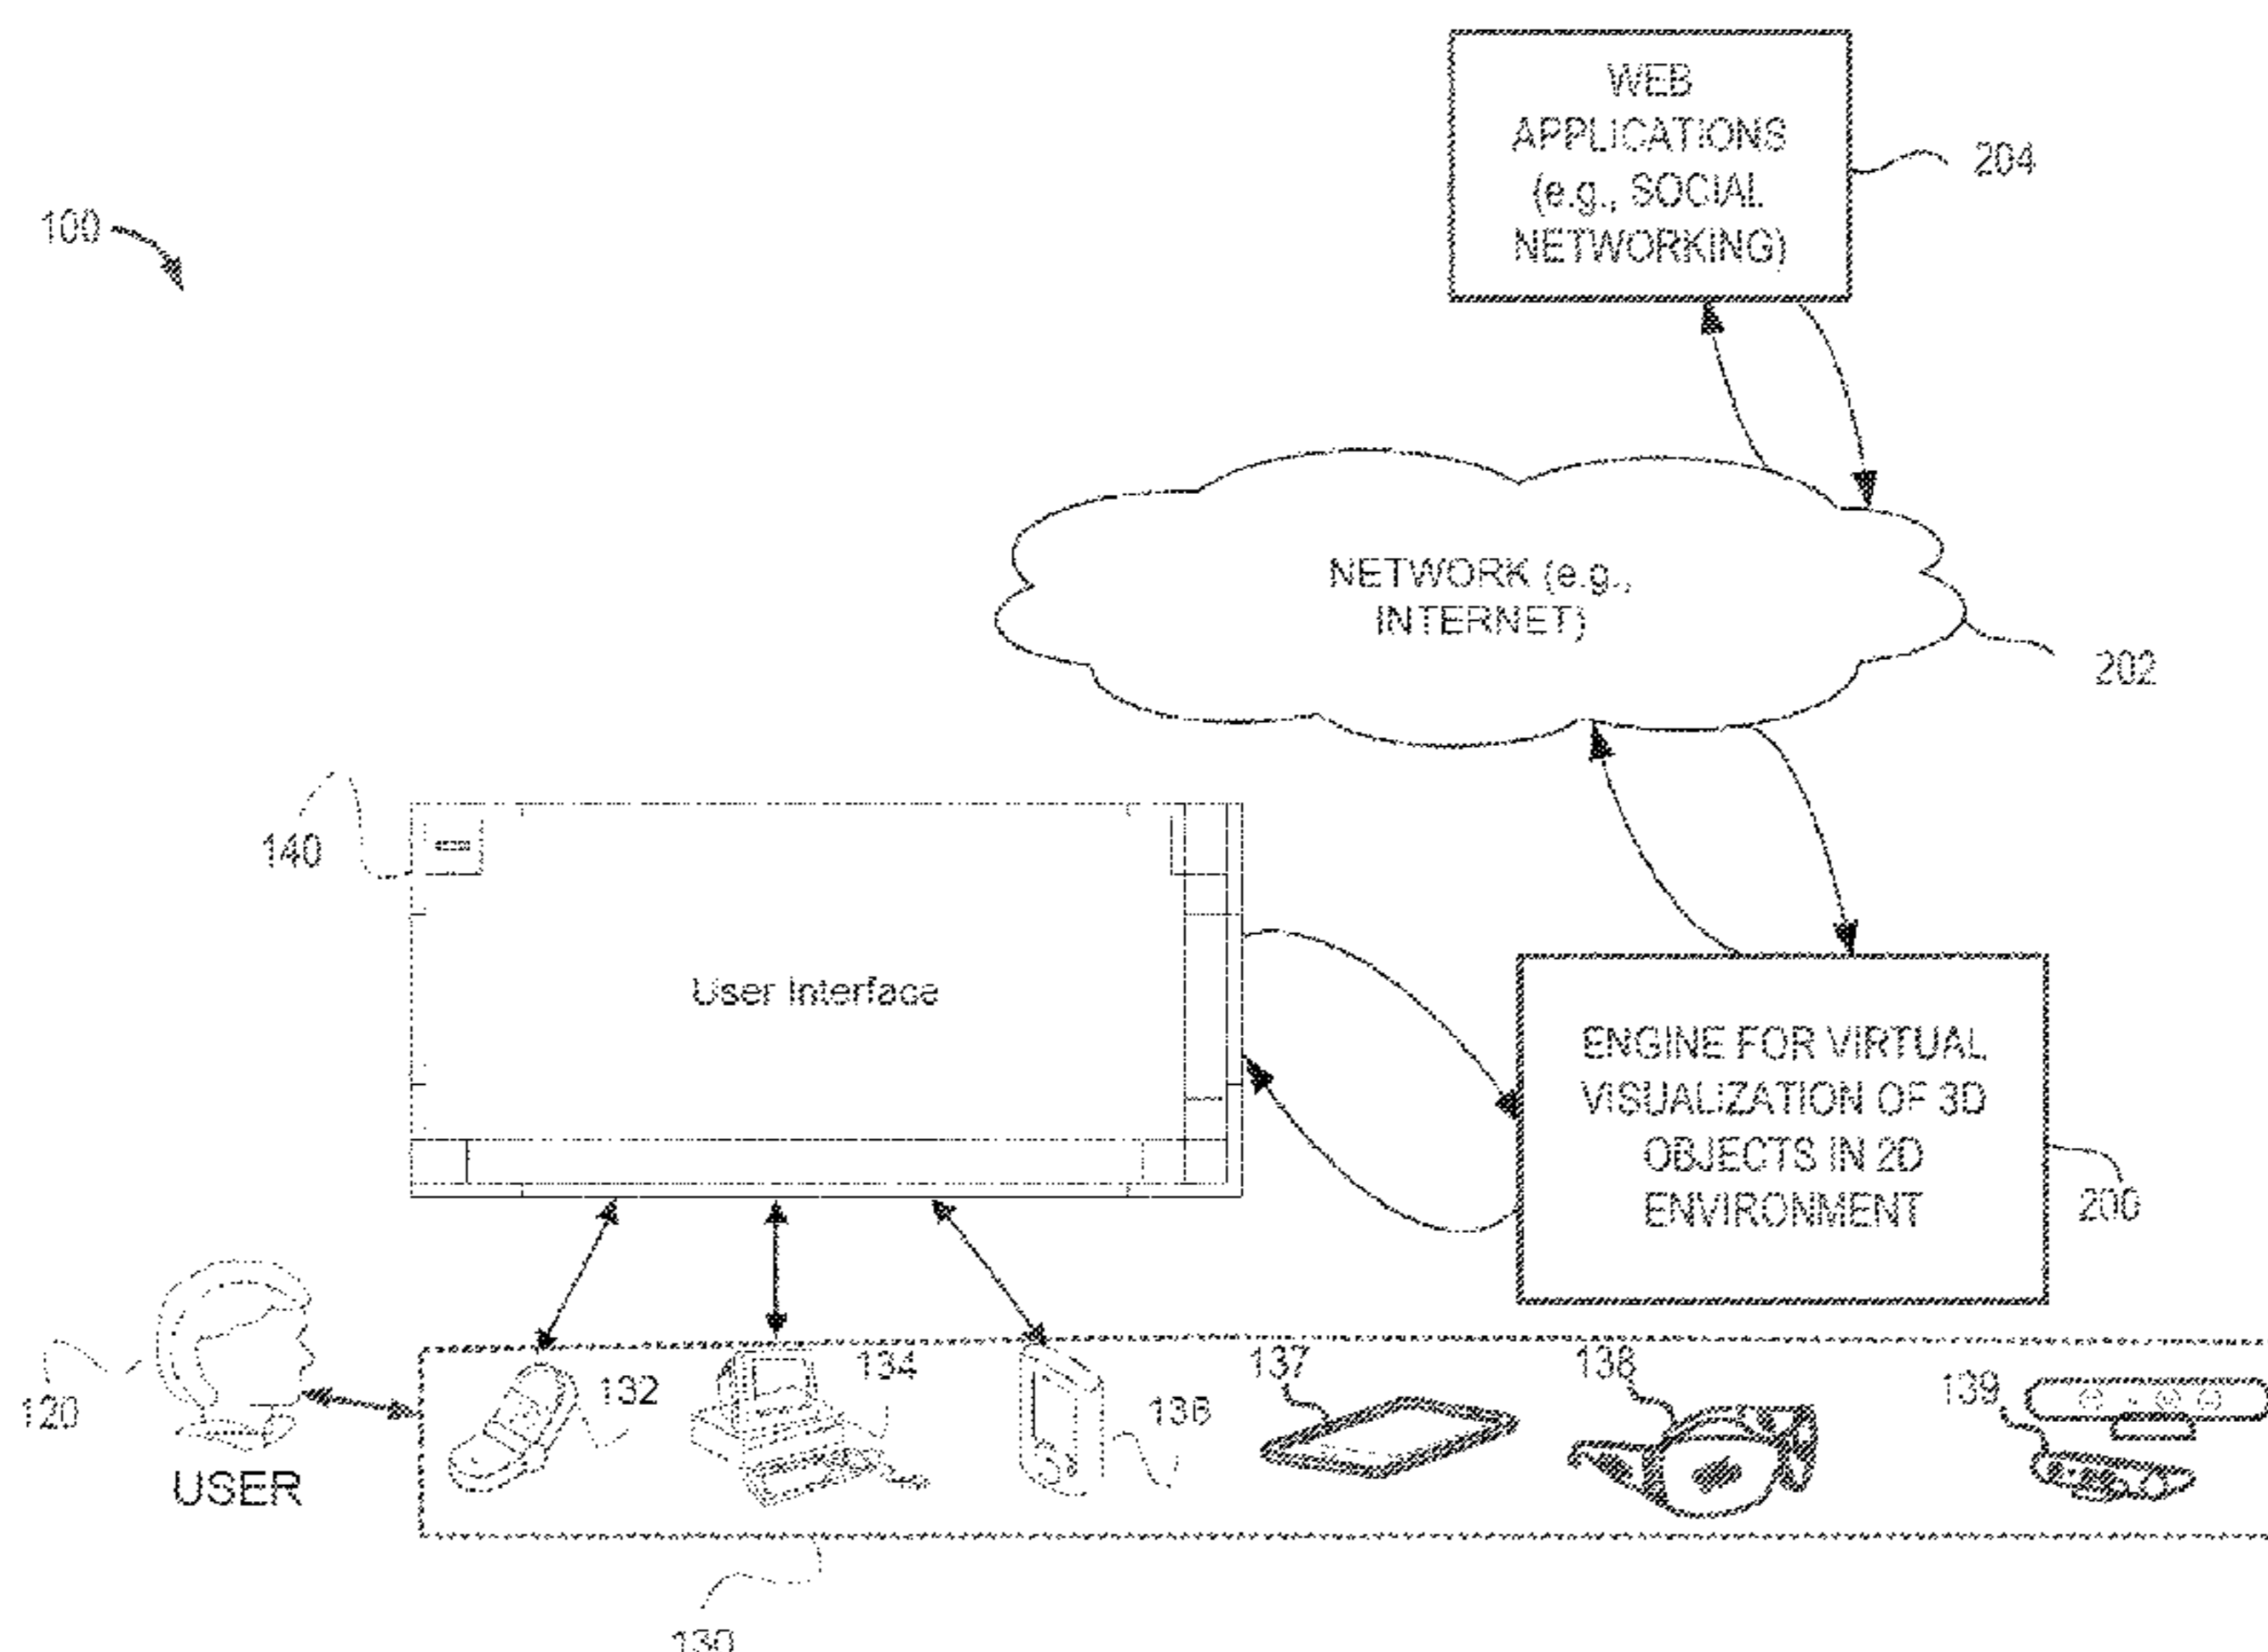 WEB
APPLICATIONS
(e.g., SOCIAL
NETWORKING)
204
100
NETWORK (e.g.,
INTERNET)
202
140
User Interface
ENGINE FOR VIRTUAL
VISUALIZATION OF 3D
OBJECTS IN 2D
ENVIRONMENT
200
120
USER
132
134
136
137
138
139
130